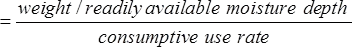 = weight / readily available moisture depth
consumptive use rate